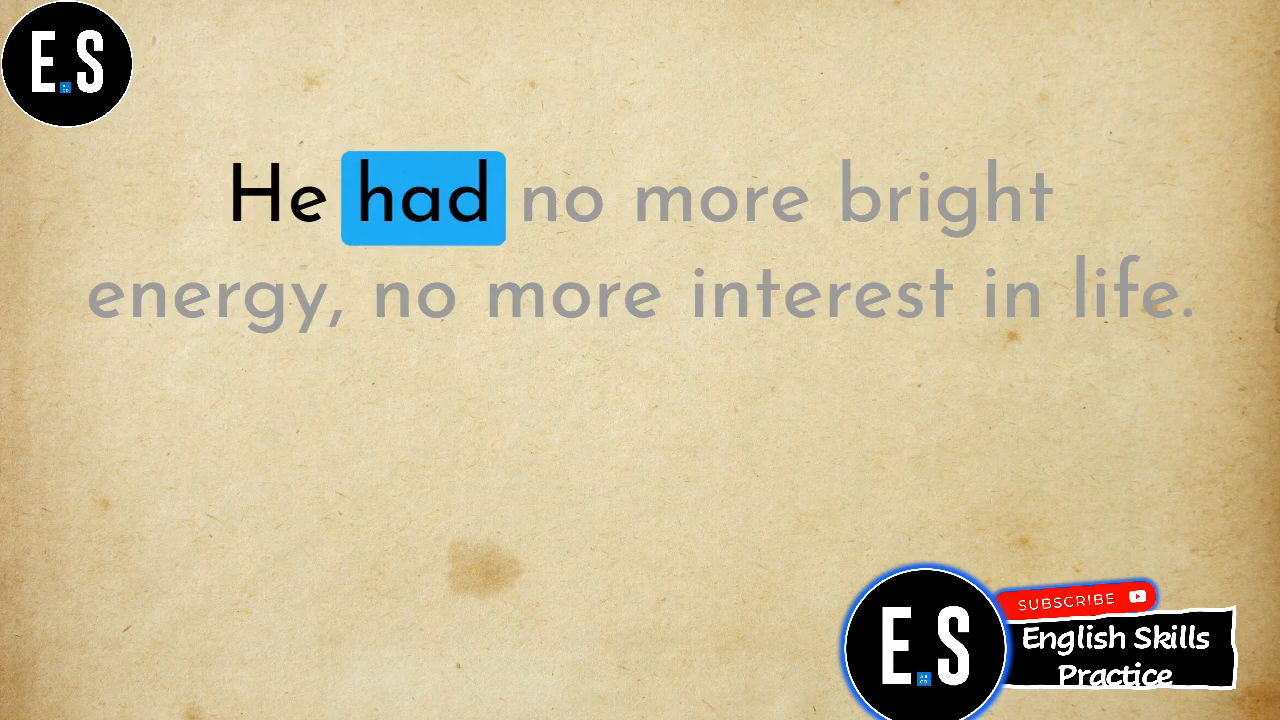 E.S
He had no more bright
energy, no more interest in life.
E.S
SUBSCRIBE
English Skills
Practice